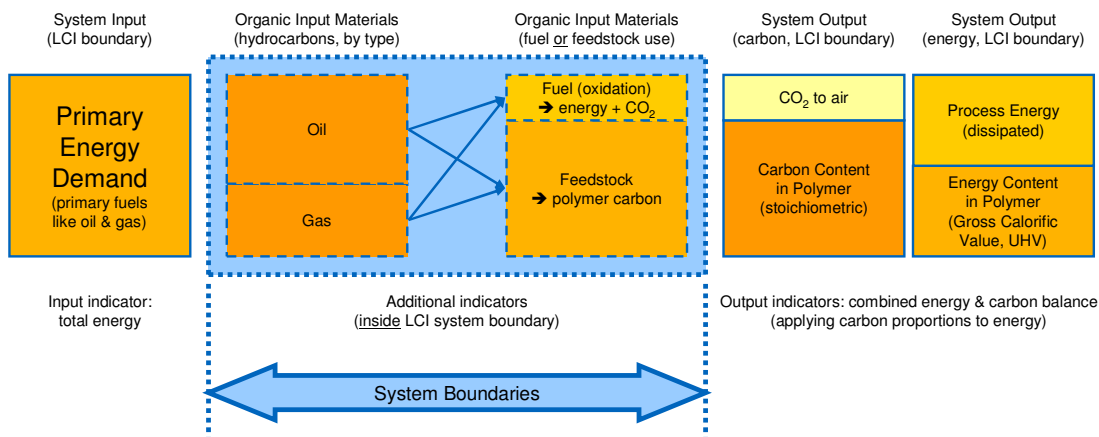 System Input
(LCI boundary)
Organic Input Materials
(hydrocarbons, by type)
Organic Input Materials
(fuel or feedstock use)
System Output
(carbon, LCI boundary)
System Output
(energy, LCI boundary)
Primary
Energy
Demand
(primary fuels
like oil & gas)
Oil
Gas
Fuel (oxidation)
➔ energy + CO2
Feedstock
➔ polymer carbon
CO2 to air
Carbon Content
in Polymer
(stoichiometric)
Process Energy
(dissipated)
Energy Content
in Polymer
(Gross Calorific
Value, UHV)
Input indicator:
total energy
Additional indicators
(inside LCI system boundary)
Output indicators: combined energy & carbon balance
(applying carbon proportions to energy)
System Boundaries